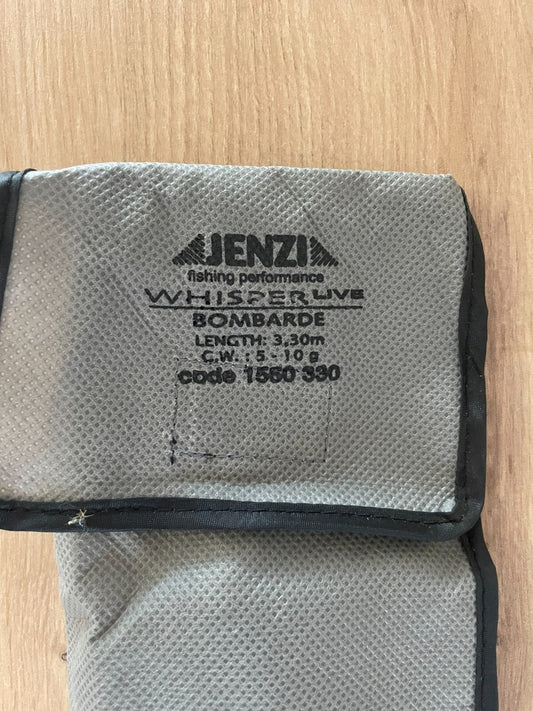 JENZI
fishing performance
WHISPER LIVE
BOMBARDE
LENGTH: 3.30m
C.W. : 5 - 10 g
code 1560 330